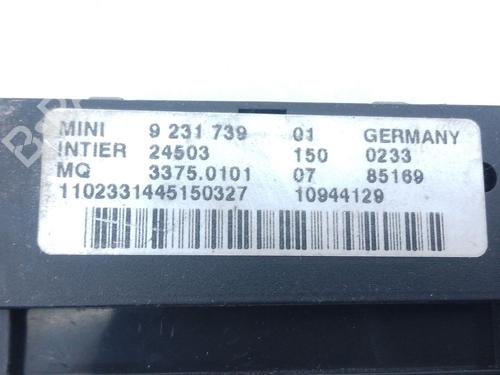 MINI 9 231 739 01 GERMANY
INTIER 24503 150 0233
MQ 3375.0101 07 85169
1102331445150327 10944129